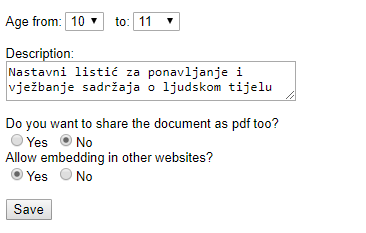 Age from: 10 to: 11
Description:
Nastavni listić za ponavljanje i
vježbanje sadržaja o ljudskom tijelu
Do you want to share the document as pdf too?
Yes No
Allow embedding in other websites?
Yes No
Save